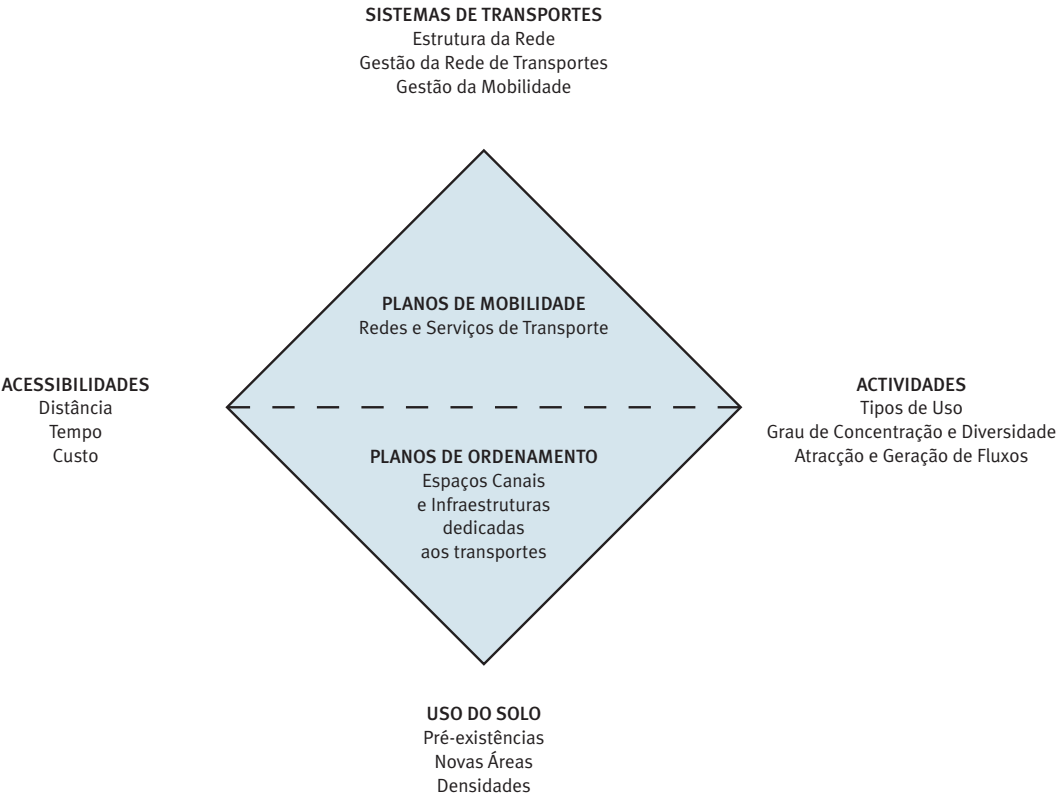 SISTEMAS DE TRANSPORTES
Estrutura da Rede
Gestão da Rede de Transportes
Gestão da Mobilidade
PLANOS DE MOBILIDADE
Redes e Serviços de Transporte
ACESSIBILIDADES
Distância
Tempo
Custo
ACTIVIDADES
Tipos de Uso
Grau de Concentração e Diversidade
Atracção e Geração de Fluxos
PLANOS DE ORDENAMENTO
Espaços Canais
e Infraestruturas
dedicadas
aos transportes
USO DO SOLO
Pré-existências
Novas Áreas
Densidades